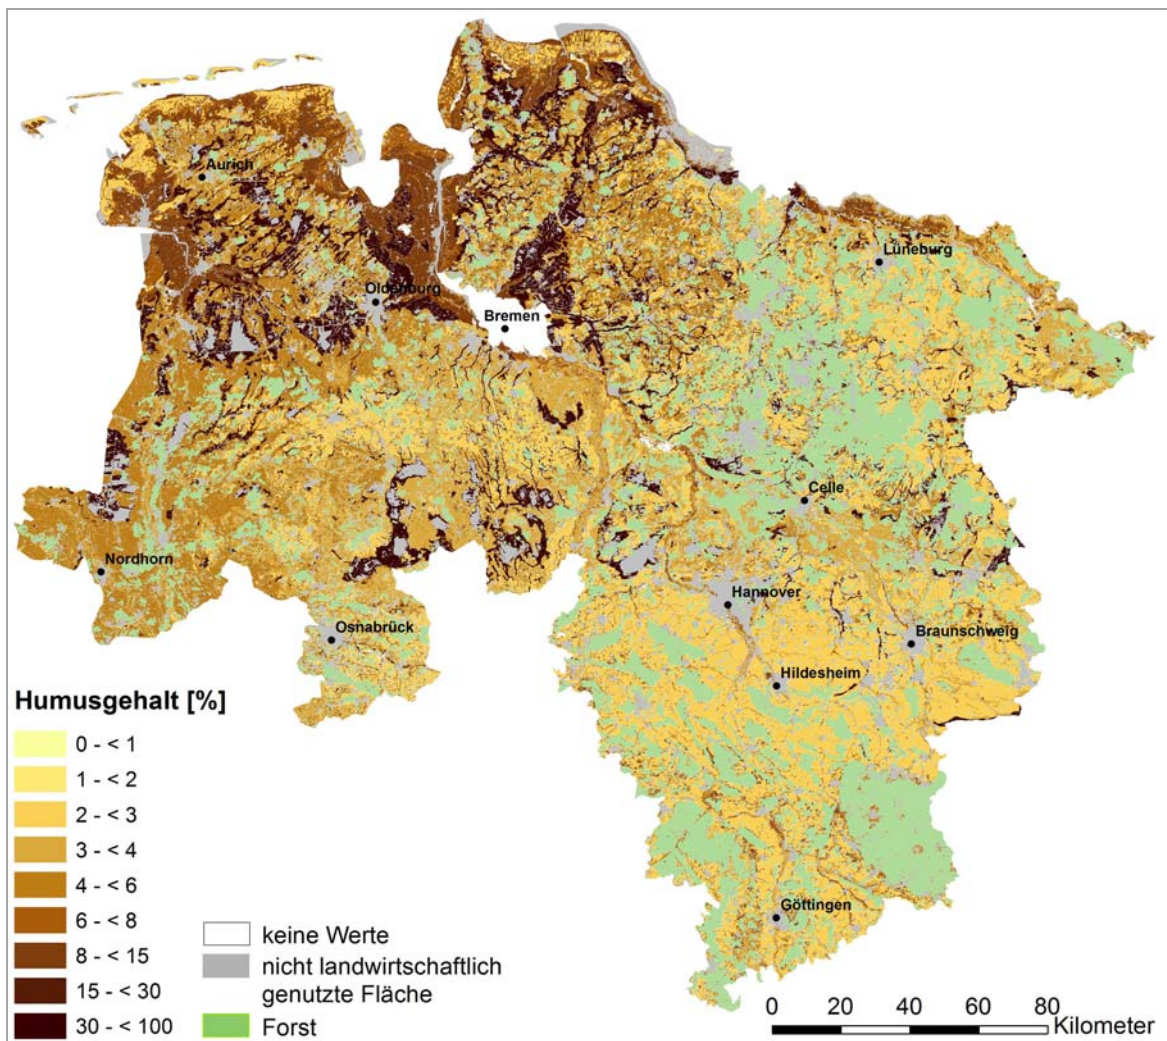 Aurich
Lüneburg
Oldenburg
Bremen
Celle
Nordhorn
Hannover
Osnabrück
Braunschweig
Hildesheim
Göttingen
Humusgehalt [%]
0 - < 1
1 - < 2
2 - < 3
3 - < 4
4 - < 6
6 - < 8
8 - < 15
15 - < 30
30 - < 100
keine Werte
nicht landwirtschaftlich
genutzte Fläche
Forst
0 20 40 60 80
Kilometer